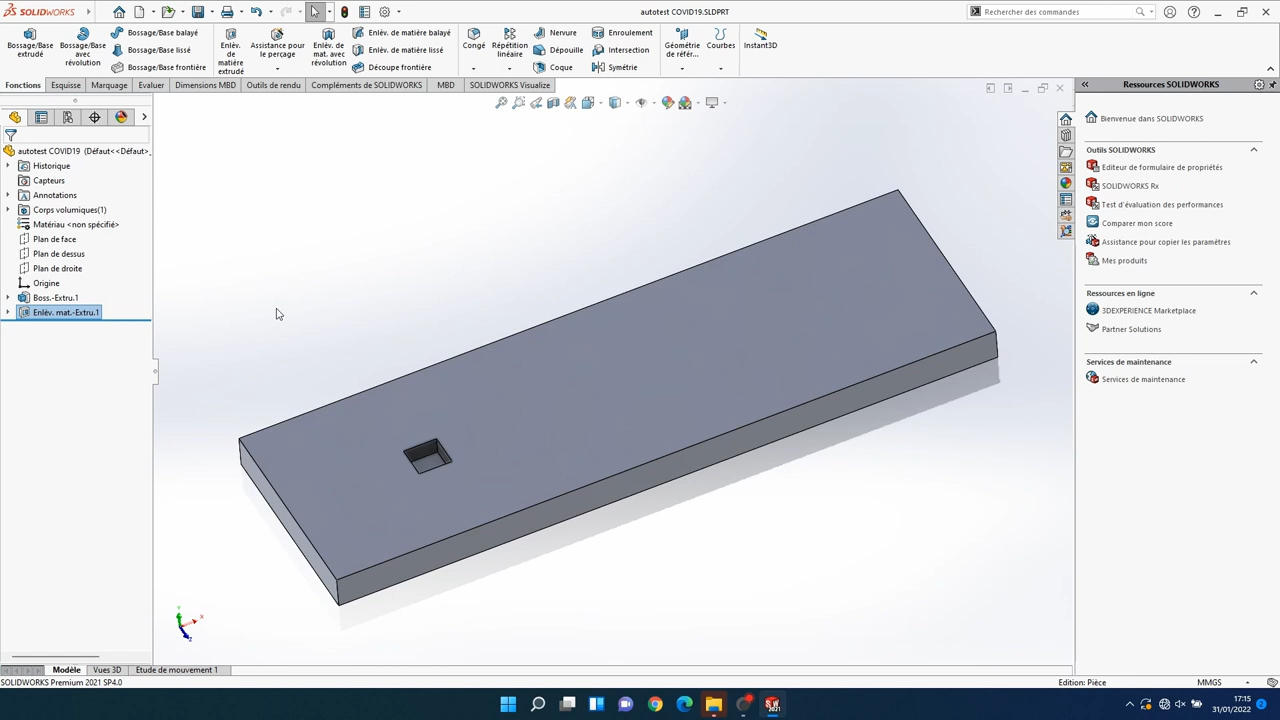 SOLIDWORKS
autotest COVID19.SLDPRT
Rechercher des commandes
Bossage/Base extrudé
Bossage/Base avec révolution
Bossage/Base balayé
Bossage/Base lissé
Bossage/Base frontière
Enlèv. de matière extrudé
Assistance pour le perçage
Enlèv. de mat. avec révolution
Enlèv. de matière balayé
Enlèv. de matière lissé
Découpe frontière
Congé
Répétition linéaire
Nervure
Dépouille
Coque
Enroulement
Intersection
Symétrie
Géométrie de référ...
Courbes
Instant3D
Fonctions
Esquisse
Marquage
Evaluer
Dimensions MBD
Outils de rendu
Compléments de SOLIDWORKS
MBD
SOLIDWORKS Visualize
autotest COVID19 (Défaut<<Défaut>_
Historique
Capteurs
Annotations
Corps volumiques(1)
Matériau <non spécifié>
Plan de face
Plan de dessus
Plan de droite
Origine
Boss.-Extru.1
Enlèv. mat.-Extru.1
Y
X
Z
Ressources SOLIDWORKS
Bienvenue dans SOLIDWORKS
Outils SOLIDWORKS
Editeur de formulaire de propriétés
SOLIDWORKS Rx
Test d'évaluation des performances
Comparer mon score
Assistance pour copier les paramètres
Mes produits
Ressources en ligne
3DEXPERIENCE Marketplace
Partner Solutions
Services de maintenance
Services de maintenance
Modèle
Vues 3D
Etude de mouvement 1
SOLIDWORKS Premium 2021 SP4.0
Edition: Pièce
MMGS
17:15
31/01/2022